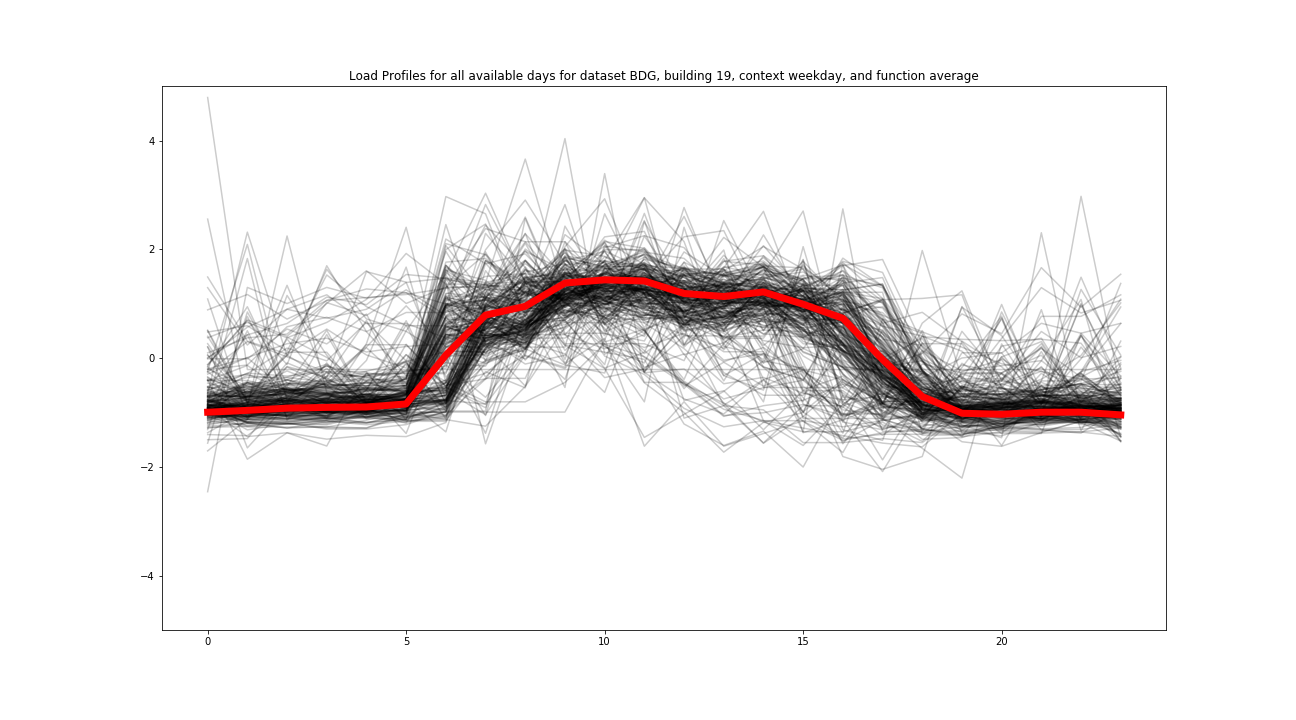 Load Profiles for all available days for dataset BDG, building 19, context weekday, and function average
4
2
0
−2
−4
0 5 10 15 20